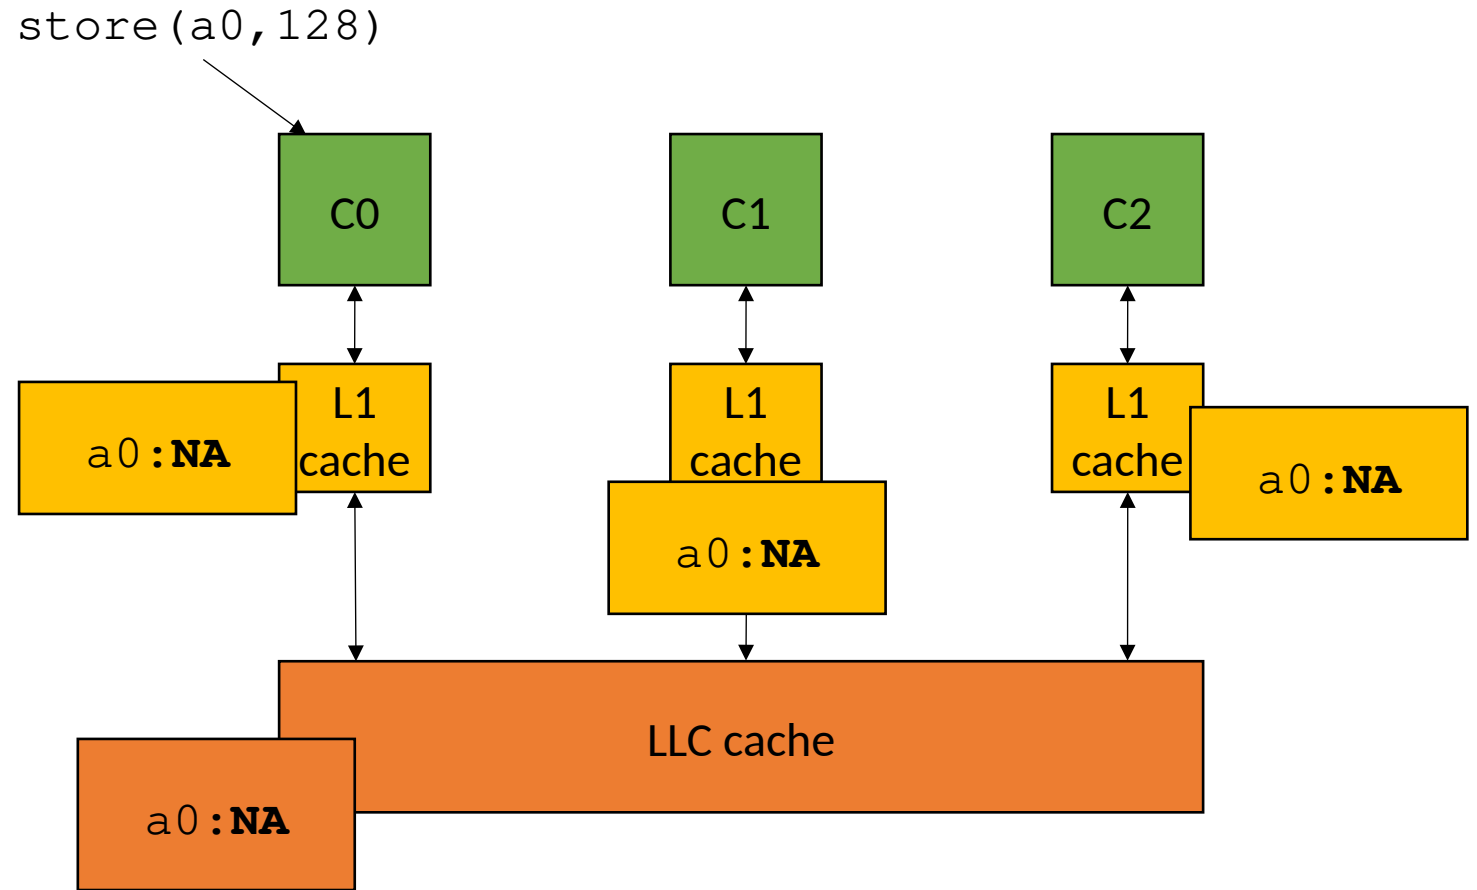 store(a0,128)
C0
C1
C2
L1
cache
L1
cache
L1
cache
a0:NA
a0:NA
a0:NA
LLC cache
a0:NA